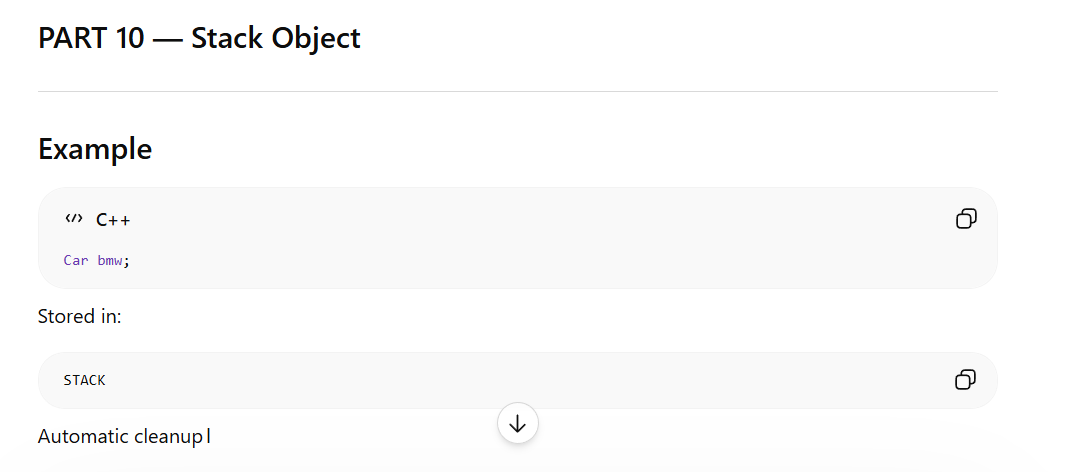 PART 10 — Stack Object
Example
C++
Car bmw;
Stored in:
STACK
Automatic cleanup